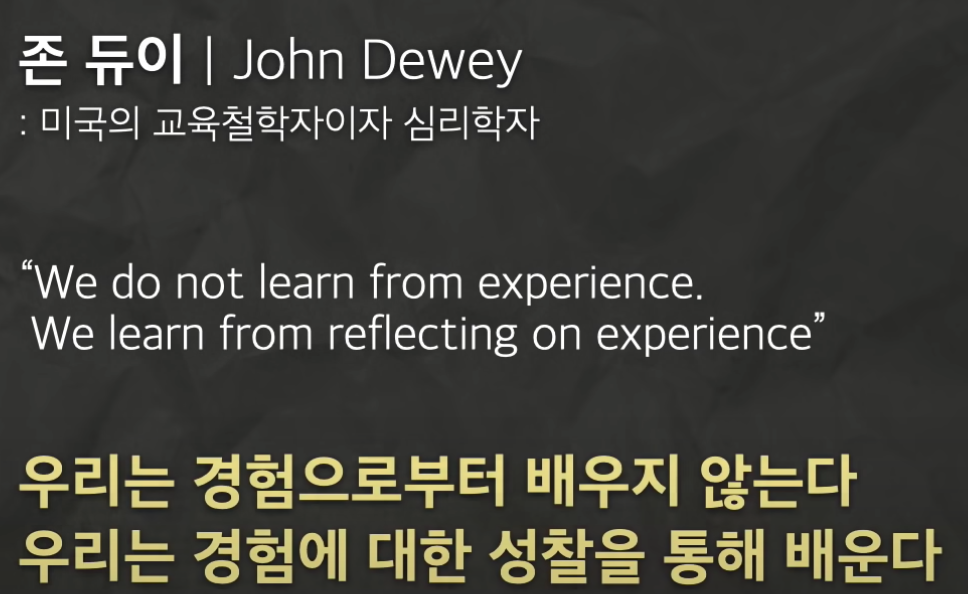 존 듀이 | John Dewey
: 미국의 교육철학자이자 심리학자
“We do not learn from experience.
We learn from reflecting on experience”
우리는 경험으로부터 배우지 않는다
우리는 경험에 대한 성찰을 통해 배운다